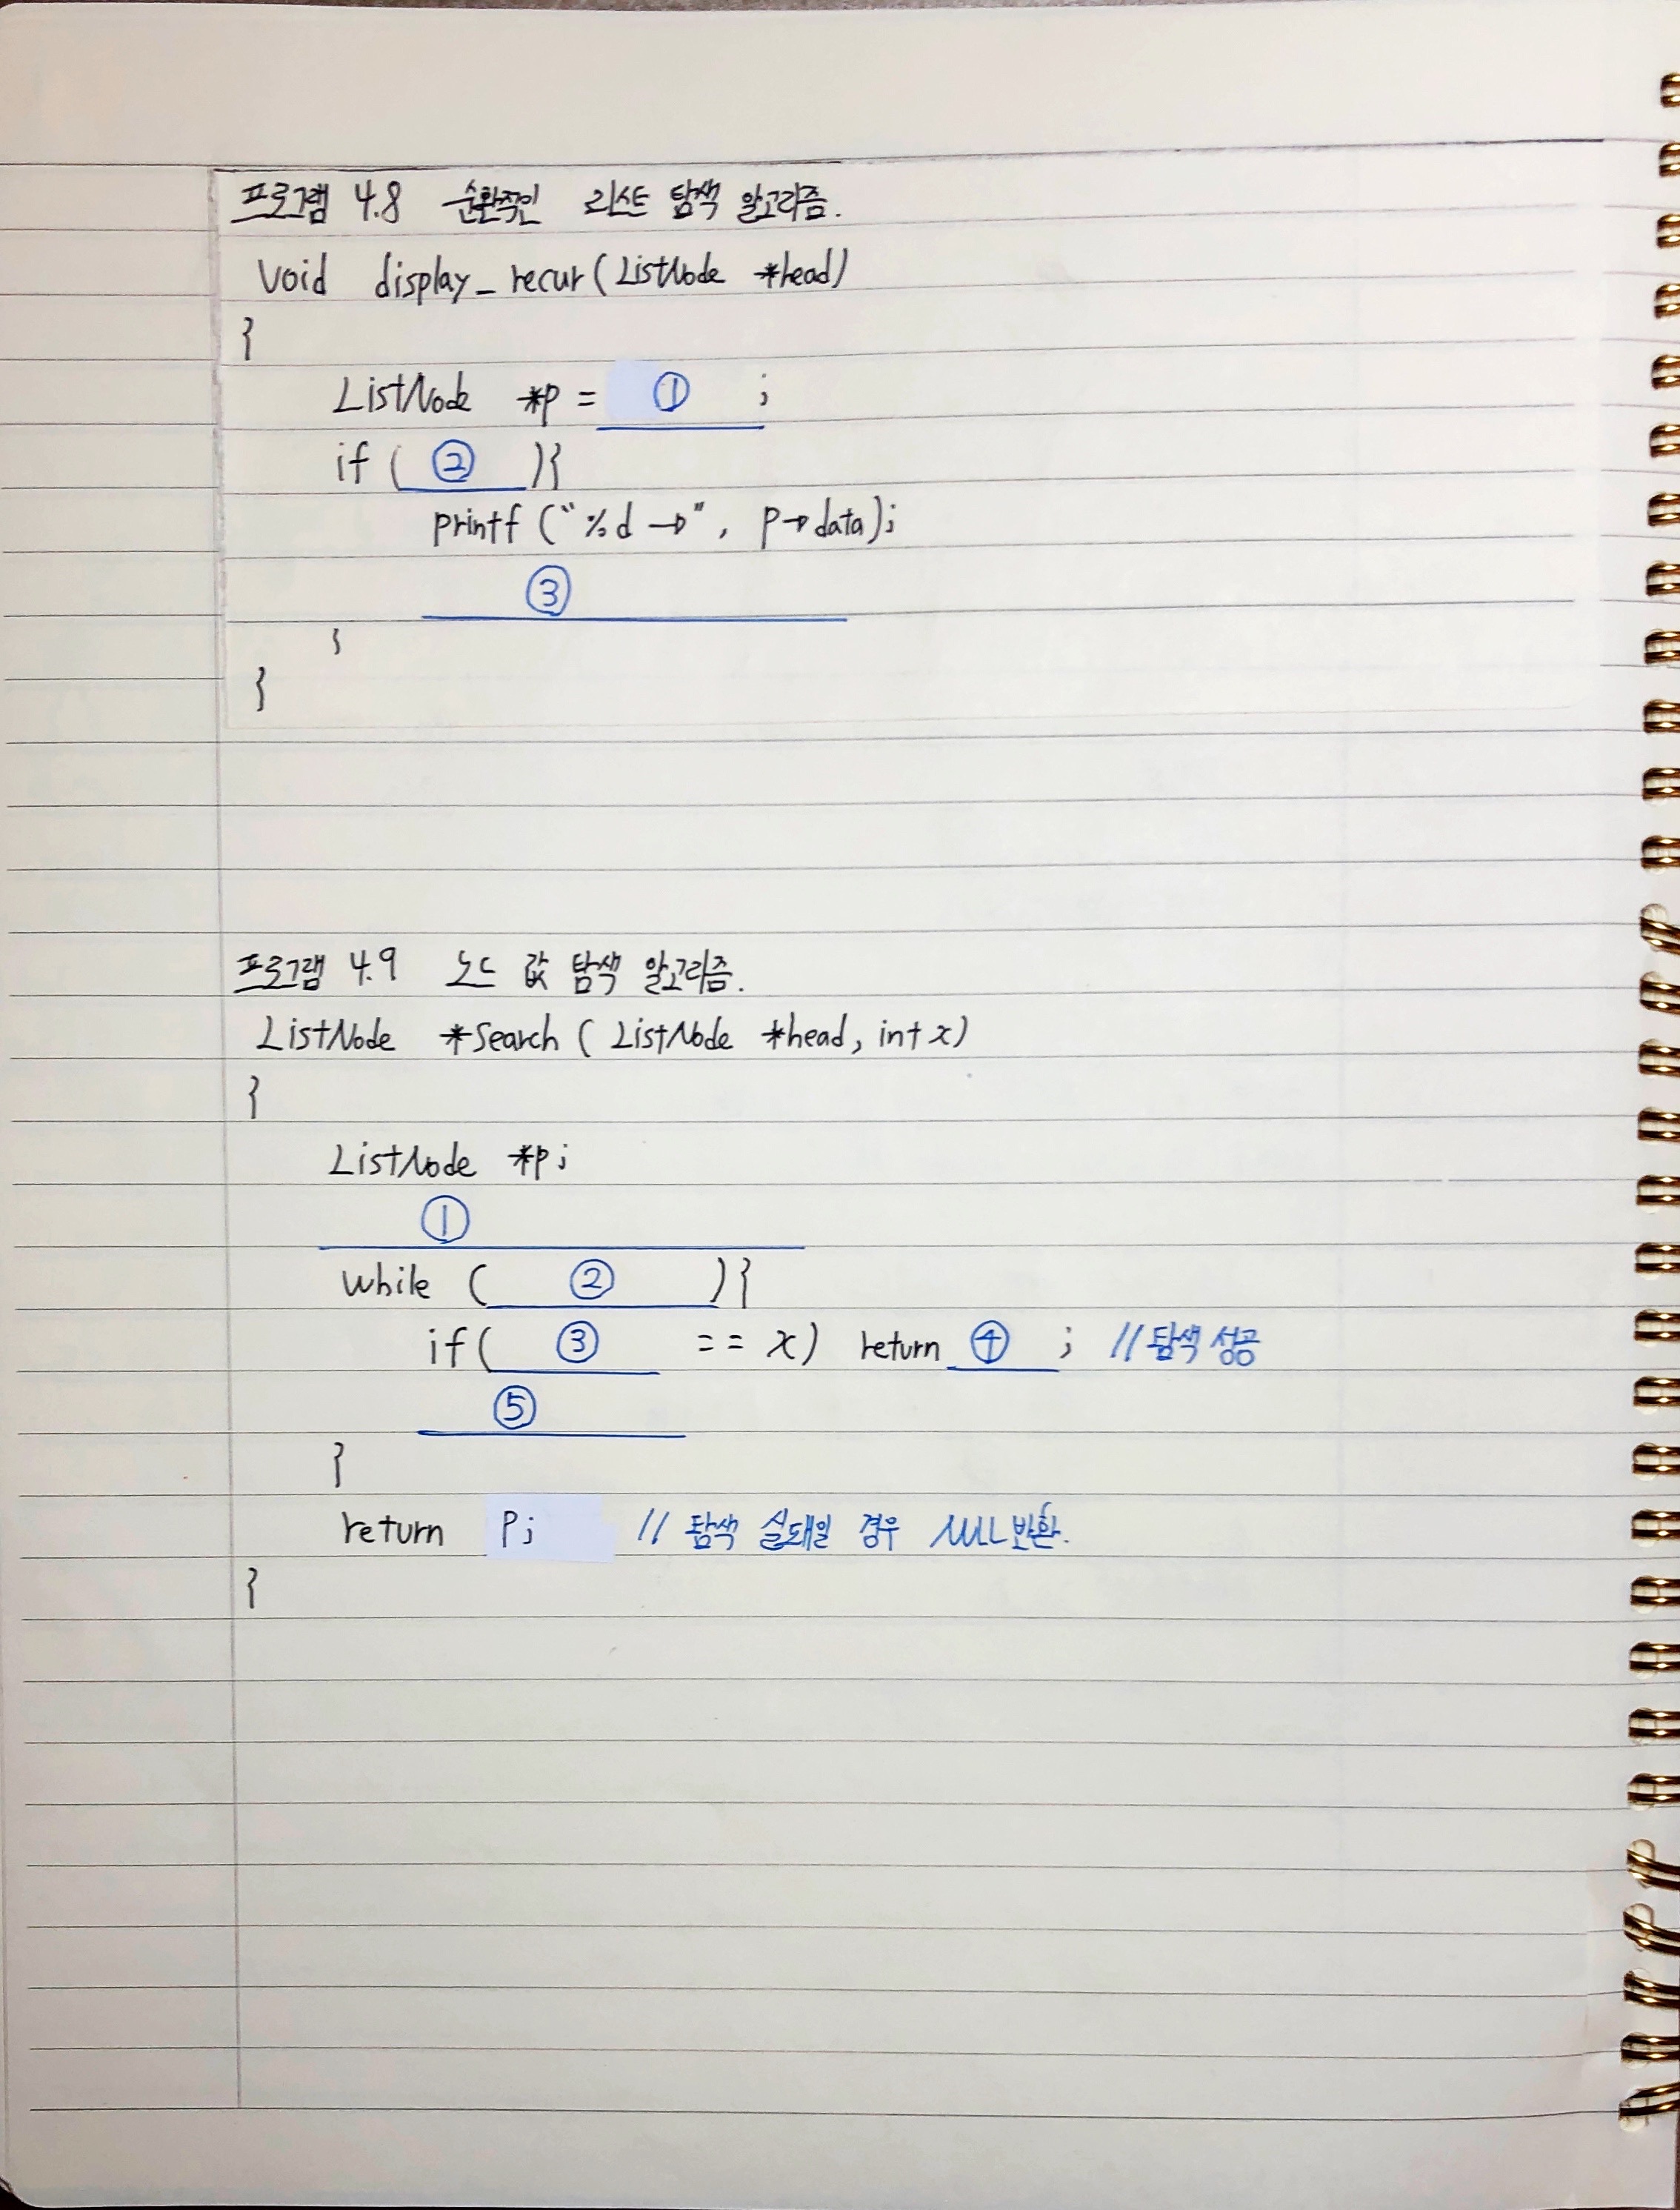 프로그램 4.8 순환적인 리스트 탐색 알고리즘.
void display_recur(ListNode *head)
{
ListNode *p = ① ;
if ( ② ){
printf ("%d →", p→data);
③
}
}
프로그램 4.9 노드 값 탐색 알고리즘.
ListNode *search ( ListNode *head, int x)
{
ListNode *p;
①
while ( ② ){
if( ③ == x) return ④ ; //탐색 성공
⑤
}
return p; // 탐색 실패일 경우 NULL반환.
}